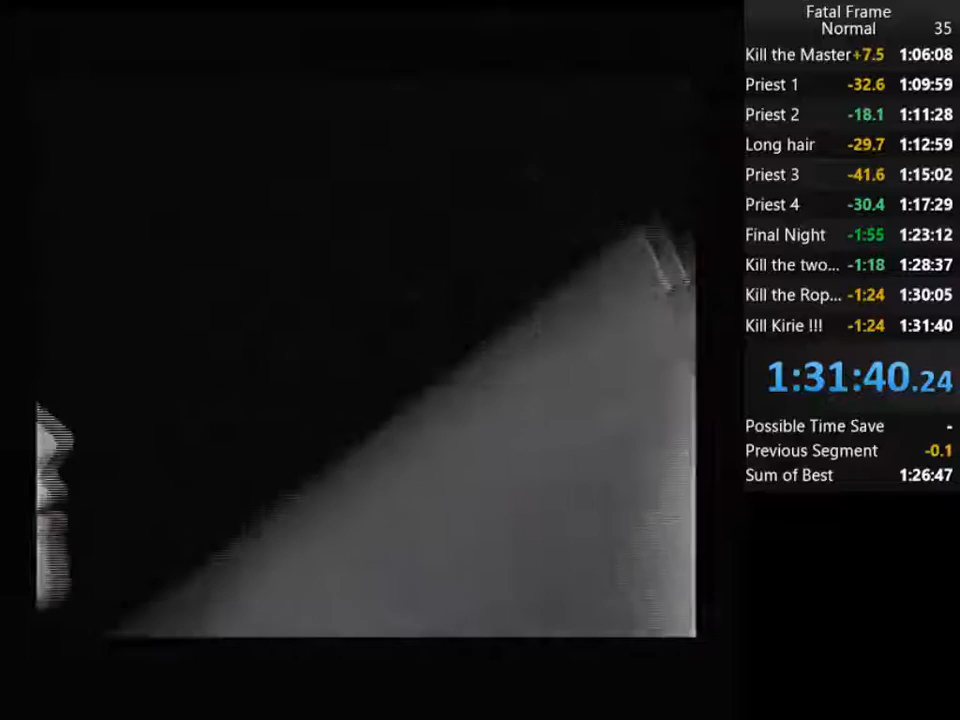 Fatal Frame
Normal 35
Kill the Master +7.5 1:06:08
Priest 1 -32.6 1:09:59
Priest 2 -18.1 1:11:28
Long hair -29.7 1:12:59
Priest 3 -41.6 1:15:02
Priest 4 -30.4 1:17:29
Final Night -1:55 1:23:12
Kill the two... -1:18 1:28:37
Kill the Rop... -1:24 1:30:05
Kill Kirie !!! -1:24 1:31:40
1:31:40.24
Possible Time Save -
Previous Segment -0.1
Sum of Best 1:26:47